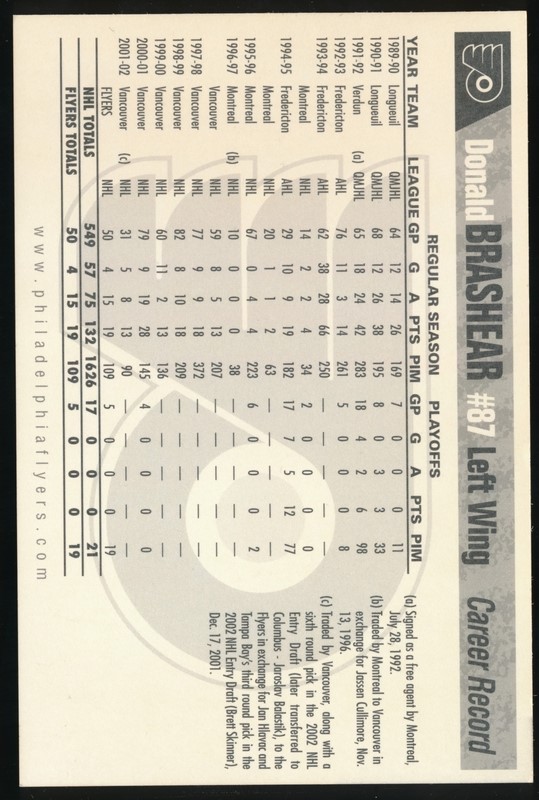 Donald BRASHEAR #87 Left Wing Career Record
REGULAR SEASON PLAYOFFS
YEAR TEAM LEAGUE GP G A PTS PIM GP G A PTS PIM
1989-90 Longueuil QMJHL 64 12 14 26 169 7 0 0 0 11
1990-91 Longueuil QMJHL 68 12 26 38 195 8 0 3 3 33
1991-92 Verdun (a) QMJHL 65 18 24 42 283 18 4 2 6 98
1992-93 Fredericton AHL 76 11 3 14 261 5 0 0 0 8
1993-94 Fredericton AHL 62 38 28 66 250 — — — — —
Montreal NHL 14 2 2 4 34 2 0 0 0 0
1994-95 Fredericton AHL 29 10 9 19 182 17 7 5 12 77
Montreal NHL 20 1 1 2 63 — — — — —
1995-96 Montreal NHL 67 0 4 4 223 6 0 0 0 2
1996-97 Montreal (b) NHL 10 0 0 0 38 — — — — —
Vancouver NHL 59 8 5 13 207 — — — — —
1997-98 Vancouver NHL 77 9 9 18 372 — — — — —
1998-99 Vancouver NHL 82 8 10 18 209 — — — — —
1999-00 Vancouver NHL 60 11 2 13 136 — — — — —
2000-01 Vancouver NHL 79 9 19 28 145 4 0 0 0 0
2001-02 Vancouver (c) NHL 31 5 8 13 90 — — — — —
FLYERS NHL 50 4 15 19 109 5 0 0 0 19
NHL TOTALS 549 57 75 132 1626 17 0 0 0 21
FLYERS TOTALS 50 4 15 19 109 5 0 0 0 19
(a) Signed as a free agent by Montreal,
July 28, 1992.
(b) Traded by Montreal to Vancouver in
exchange for Jassen Cullimore, Nov.
13, 1996.
(c) Traded by Vancouver, along with a
sixth round pick in the 2002 NHL
Entry Draft (later transferred to
Columbus - Jaroslav Balastik), to the
Flyers in exchange for Jan Hlavac and
Tampa Bay's third round pick in the
2002 NHL Entry Draft (Brett Skinner),
Dec. 17, 2001.
www.philadelphiaflyers.com